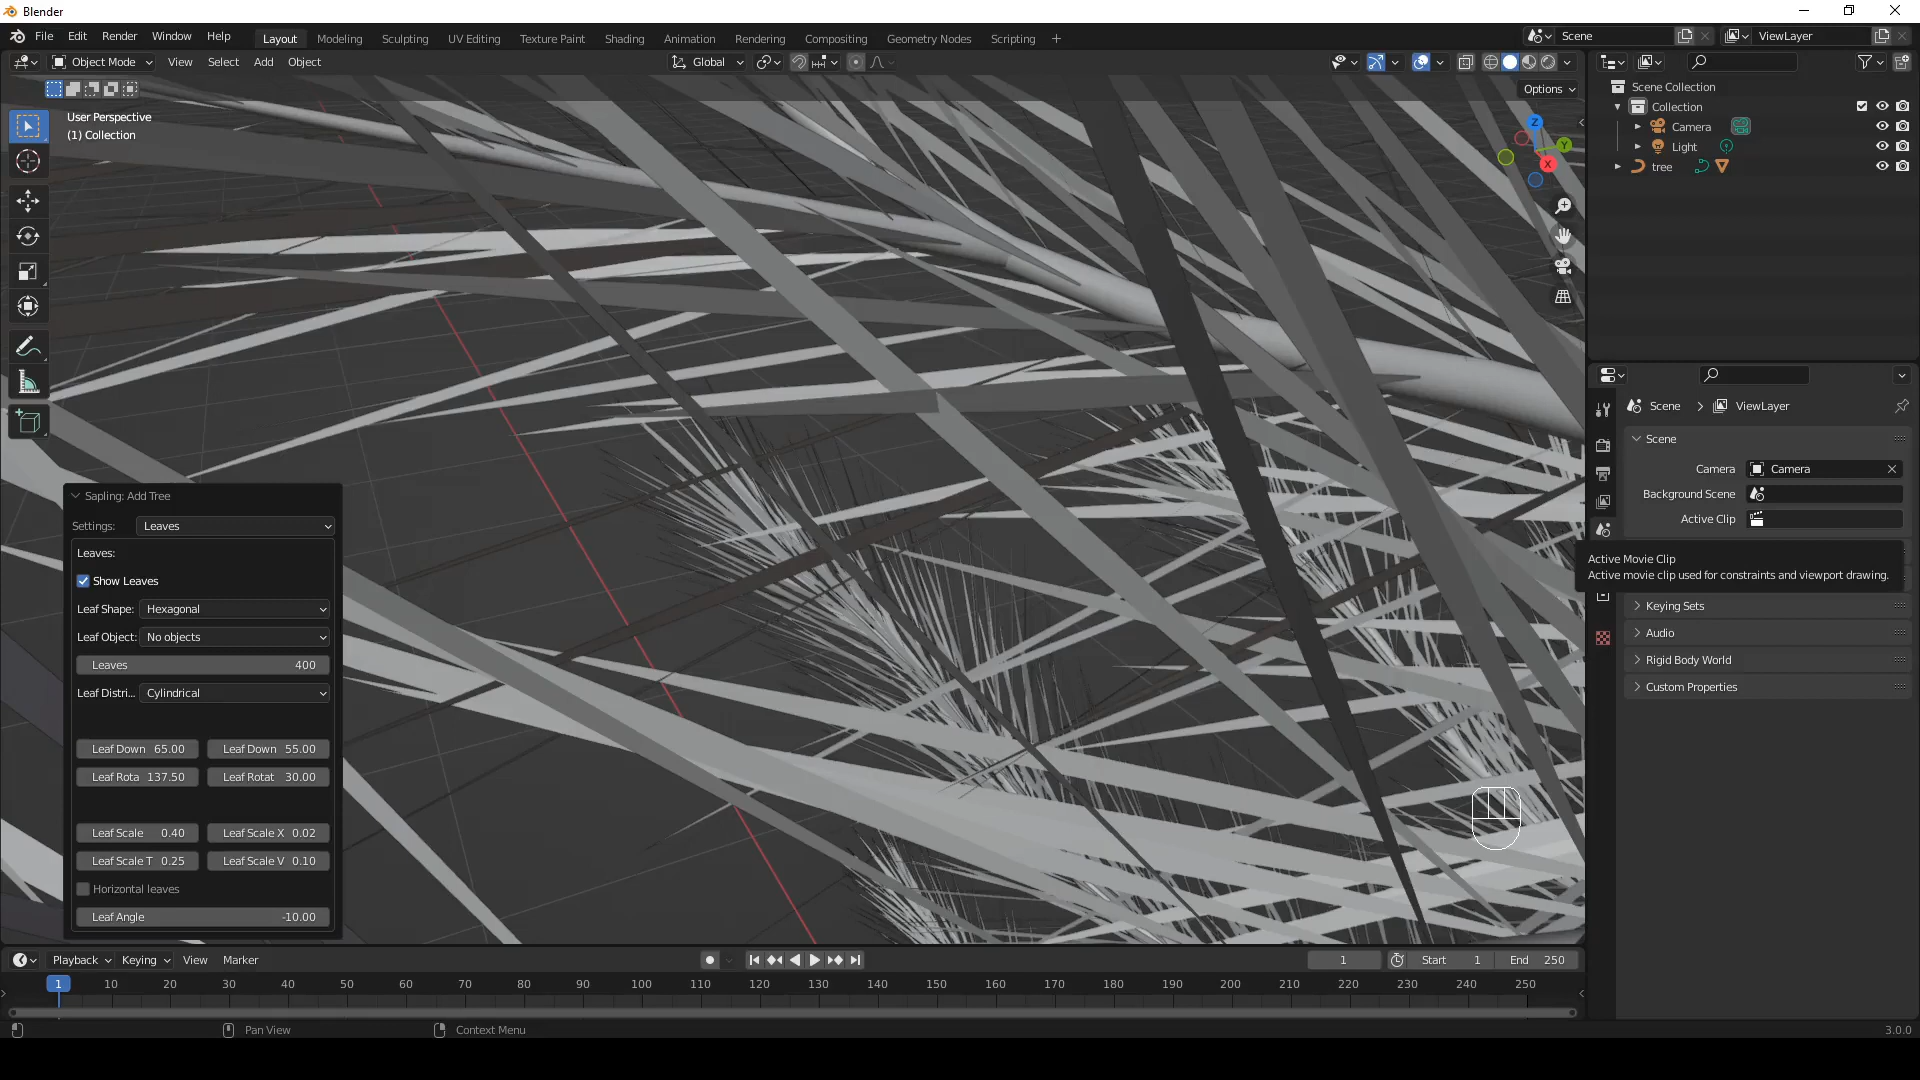 Blender
File Edit Render Window Help
Layout Modeling Sculpting UV Editing Texture Paint Shading Animation Rendering Compositing Geometry Nodes Scripting +
Scene
ViewLayer
Object Mode View Select Add Object
Global
Options
User Perspective
(1) Collection
Z
Y
X
Scene Collection
Collection
Camera
Light
tree
Scene > ViewLayer
Scene
Camera Camera
Background Scene
Active Clip
Active Movie Clip
Active movie clip used for constraints and viewport drawing.
Keying Sets
Audio
Rigid Body World
Custom Properties
Sapling: Add Tree
Settings: Leaves
Leaves:
Show Leaves
Leaf Shape: Hexagonal
Leaf Object: No objects
Leaves 400
Leaf Distri... Cylindrical
Leaf Down 65.00 Leaf Down 55.00
Leaf Rota 137.50 Leaf Rotat 30.00
Leaf Scale 0.40 Leaf Scale X 0.02
Leaf Scale T 0.25 Leaf Scale V 0.10
Horizontal leaves
Leaf Angle -10.00
Playback Keying View Marker
1
Start 1 End 250
1 10 20 30 40 50 60 70 80 90 100 110 120 130 140 150 160 170 180 190 200 210 220 230 240 250
Pan View Context Menu
3.0.0